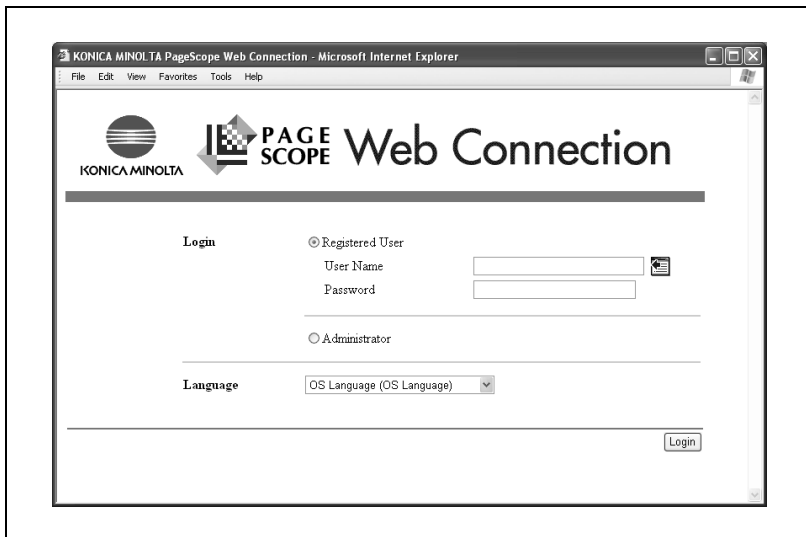 KONICA MINOLTA PageScope Web Connection - Microsoft Internet Explorer
File Edit View Favorites Tools Help
KONICA MINOLTA
PAGE SCOPE Web Connection
Login
Registered User
User Name
Password
Administrator
Language
OS Language (OS Language)
Login